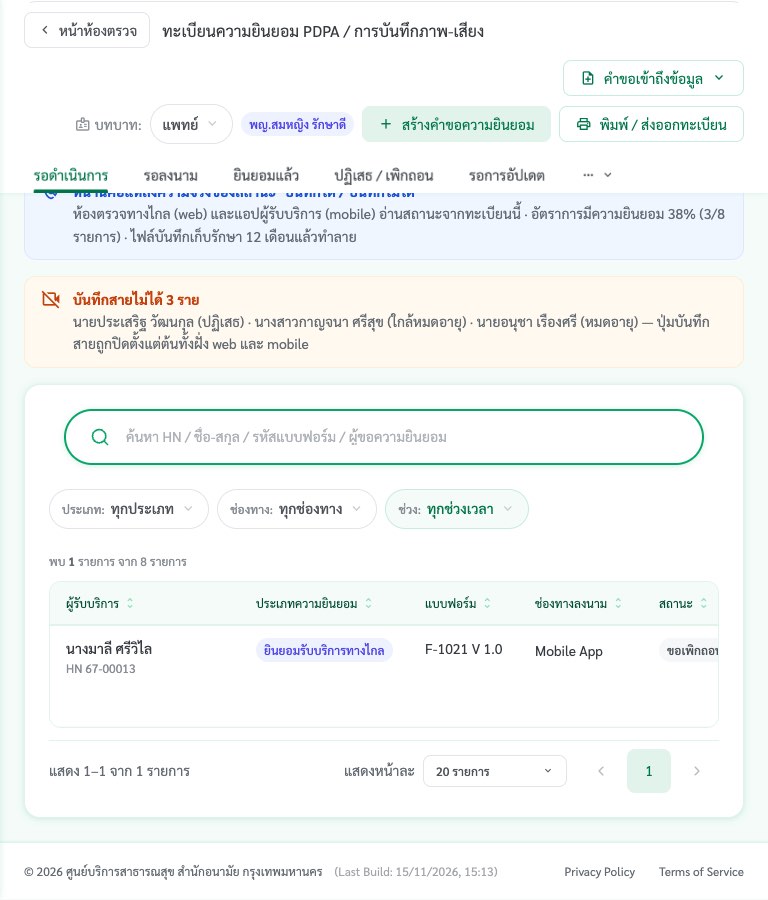 หน้าห้องตรวจ
ทะเบียนความยินยอม PDPA / การบันทึกภาพ-เสียง
คำขอเข้าถึงข้อมูล
บทบาท: แพทย์ พญ.สมหญิง รักษาดี + สร้างคำขอความยินยอม พิมพ์ / ส่งออกทะเบียน
รอดำเนินการ รอลงนาม ยินยอมแล้ว ปฏิเสธ / เพิกถอน รอการอัปเดต ...
ห้องตรวจทางไกล (web) และแอปผู้รับบริการ (mobile) อ่านสถานะจากทะเบียนนี้ · อัตราการมีความยินยอม 38% (3/8
รายการ) · ไฟล์บันทึกเก็บรักษา 12 เดือนแล้วทำลาย
บันทึกสายไม่ได้ 3 ราย
นายประเสริฐ วัฒนกุล (ปฏิเสธ) · นางสาวกาญจนา ศรีสุข (ใกล้หมดอายุ) · นายอนุชา เรืองศรี (หมดอายุ) — ปุ่มบันทึก
สายถูกปิดตั้งแต่ต้นทั้งฝั่ง web และ mobile
ค้นหา HN / ชื่อ-สกุล / รหัสแบบฟอร์ม / ผู้ขอความยินยอม
ประเภท: ทุกประเภท ช่องทาง: ทุกช่องทาง ช่วง: ทุกช่วงเวลา
พบ 1 รายการ จาก 8 รายการ
ผู้รับบริการ ประเภทความยินยอม แบบฟอร์ม ช่องทางลงนาม สถานะ
นางมาลี ศรีวิไล ยินยอมรับบริการทางไกล F-1021 V 1.0 Mobile App
HN 67-00013
แสดง 1–1 จาก 1 รายการ แสดงหน้าละ 20 รายการ 1
© 2026 ศูนย์บริการสาธารณสุข สำนักอนามัย กรุงเทพมหานคร (Last Build: 15/11/2026, 15:13) Privacy Policy Terms of Service